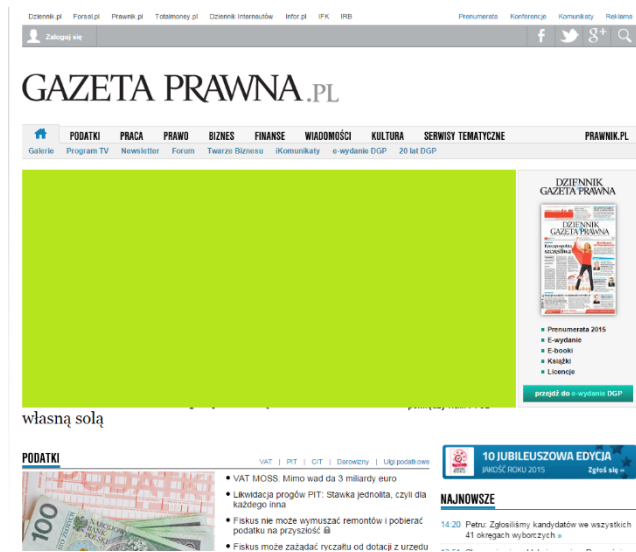 Dziennik.pl Forsal.pl Prawnik.pl Totalmoney.pl Dziennik Internautów Infor.pl IFK IRB Prenumerata Konferencje Komunikaty Reklama
Zaloguj się
GAZETA PRAWNA.PL
PODATKI PRACA PRAWO BIZNES FINANSE WIADOMOŚCI KULTURA SERWISY TEMATYCZNE PRAWNIK.PL
Galerie Program TV Newsletter Forum Twarze Biznesu iKomunikaty e-wydanie DGP 20 lat DGP
DZIENNIK
GAZETA PRAWNA
DZIENNIK
GAZETA PRAWNA
Prenumerata 2015
E-wydanie
E-booki
Książki
Licencje
przejdź do e-wydanie DGP
własną solą
PODATKI
VAT | PIT | CIT | Darowizny | Ulgi podatkowe
VAT MOSS. Mimo wad da 3 miliardy euro
Likwidacja progów PIT: Stawka jednolita, czyli dla
każdego inna
Fiskus nie może wymuszać remontów i pobierać
podatku na przyszłość
Fiskus może zażądać ryczałtu od dotacji z urzędu
100
10 JUBILEUSZOWA EDYCJA
JAKOŚĆ ROKU 2015 Zgłoś się »
NAJNOWSZE
14:20 Petru: Zgłosiliśmy kandydatów we wszystkich
41 okręgach wyborczych »